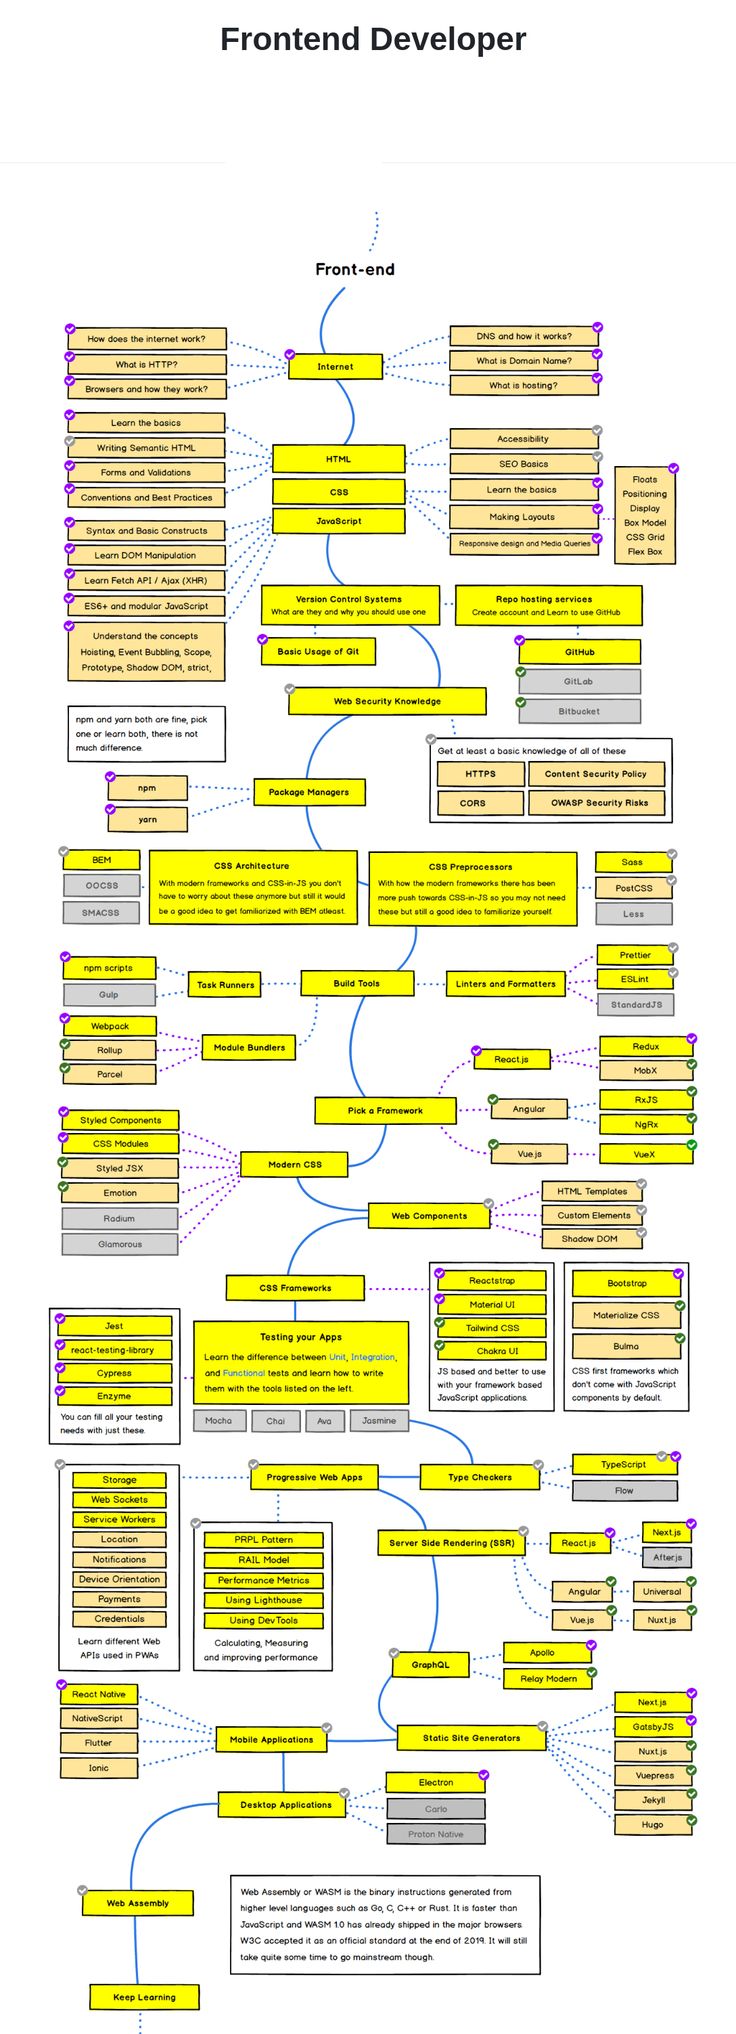 Frontend Developer
Front-end
How does the internet work?
What is HTTP?
Browsers and how they work?
Internet
DNS and how it works?
What is Domain Name?
What is hosting?
Learn the basics
Writing Semantic HTML
Forms and Validations
Conventions and Best Practices
HTML
Accessibility
SEO Basics
CSS
Learn the basics
Making Layouts
Responsive design and Media Queries
Floats
Positioning
Display
Box Model
CSS Grid
Flex Box
JavaScript
Syntax and Basic Constructs
Learn DOM Manipulation
Learn Fetch API / Ajax (XHR)
ES6+ and modular JavaScript
Understand the concepts
Hoisting, Event Bubbling, Scope,
Prototype, Shadow DOM, strict,
Version Control Systems
What are they and why you should use one
Basic Usage of Git
Repo hosting services
Create account and Learn to use GitHub
GitHub
GitLab
Bitbucket
Web Security Knowledge
Get at least a basic knowledge of all of these
HTTPS
Content Security Policy
CORS
OWASP Security Risks
npm and yarn both are fine, pick
one or learn both, there is not
much difference.
npm
yarn
Package Managers
BEM
OOCSS
SMACSS
CSS Architecture
With modern frameworks and CSS-in-JS you don't
have to worry about these anymore but still it would
be a good idea to get familiarized with BEM atleast.
CSS Preprocessors
With how the modern frameworks there has been
more push towards CSS-in-JS so you may not need
these but still a good idea to familiarize yourself.
Sass
PostCSS
Less
npm scripts
Gulp
Task Runners
Build Tools
Linters and Formatters
Prettier
ESLint
StandardJS
Webpack
Rollup
Parcel
Module Bundlers
Pick a Framework
React.js
Redux
MobX
Angular
RxJS
NgRx
Vue.js
VueX
Styled Components
CSS Modules
Styled JSX
Emotion
Radium
Glamorous
Modern CSS
Web Components
HTML Templates
Custom Elements
Shadow DOM
CSS Frameworks
Reactstrap
Material UI
Tailwind CSS
Chakra UI
JS based and better to use
with your framework based
JavaScript applications.
Bootstrap
Materialize CSS
Bulma
CSS first frameworks which
don't come with JavaScript
components by default.
Jest
react-testing-library
Cypress
Enzyme
You can fill all your testing
needs with just these.
Testing your Apps
Learn the difference between Unit, Integration,
and Functional tests and learn how to write
them with the tools listed on the left.
Mocha
Chai
Ava
Jasmine
Type Checkers
TypeScript
Flow
Progressive Web Apps
Storage
Web Sockets
Service Workers
Location
Notifications
Device Orientation
Payments
Credentials
Learn different Web
APIs used in PWAs
PRPL Pattern
RAIL Model
Performance Metrics
Using Lighthouse
Using DevTools
Calculating, Measuring
and improving performance
Server Side Rendering (SSR)
React.js
Next.js
After.js
Angular
Universal
Vue.js
Nuxt.js
GraphQL
Apollo
Relay Modern
React Native
NativeScript
Flutter
Ionic
Mobile Applications
Static Site Generators
Next.js
GatsbyJS
Nuxt.js
Vuepress
Jekyll
Hugo
Desktop Applications
Electron
Carlo
Proton Native
Web Assembly
Web Assembly or WASM is the binary instructions generated from
higher level languages such as Go, C, C++ or Rust. It is faster than
JavaScript and WASM 1.0 has already shipped in the major browsers.
W3C accepted it as an official standard at the end of 2019. It will still
take quite some time to go mainstream though.
Keep Learning